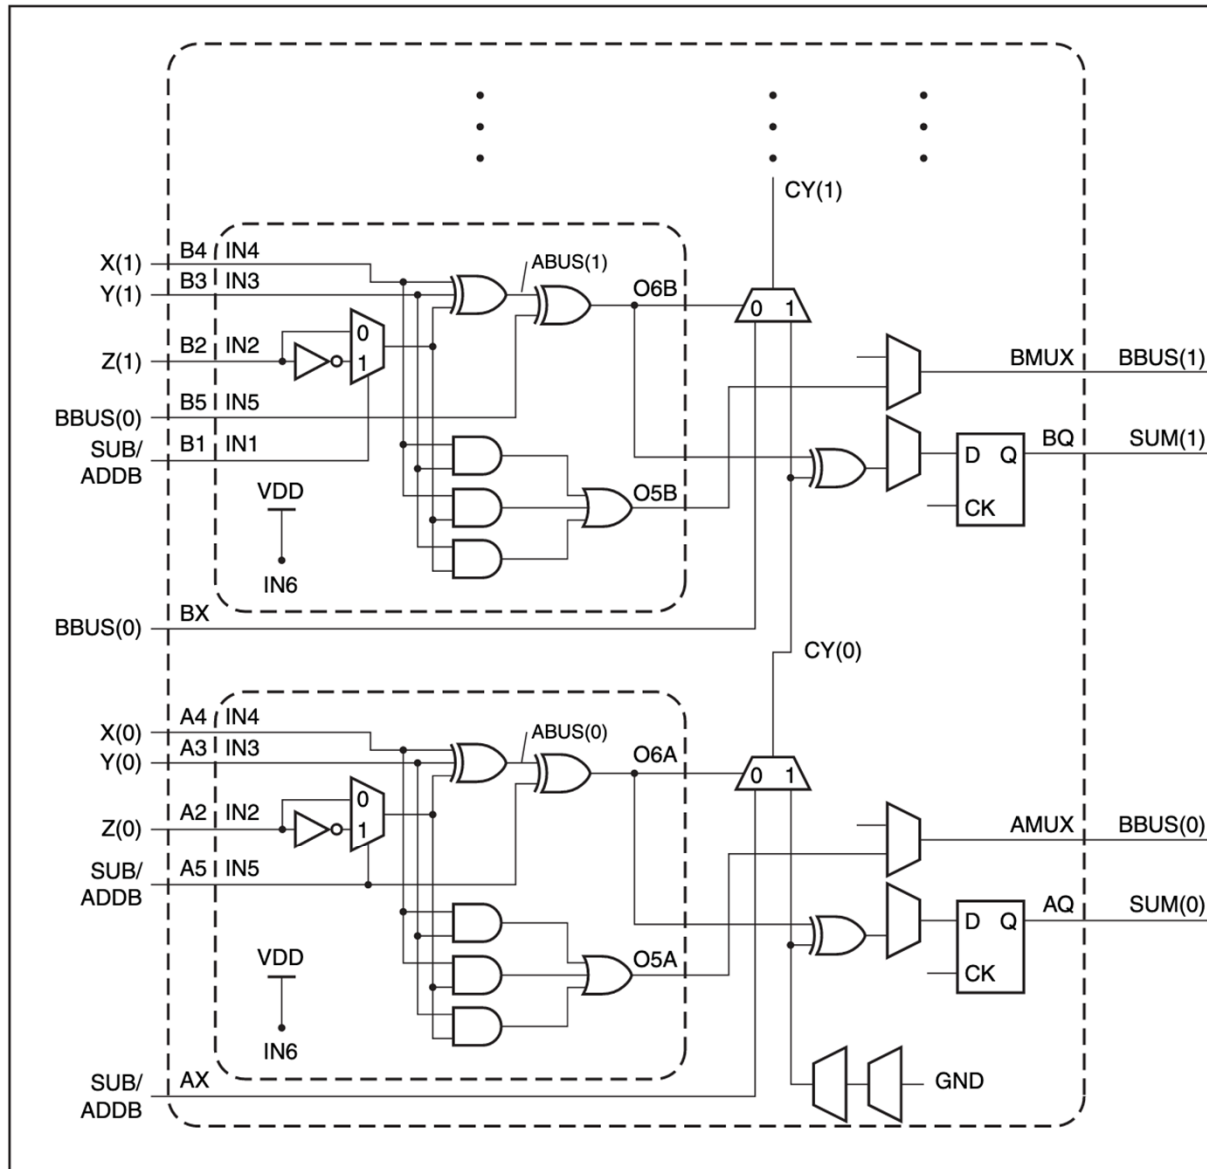 CY(1)
X(1) B4 IN4
ABUS(1)
Y(1) B3 IN3
O6B
0 1
0
Z(1) B2 IN2
1
BMUX BBUS(1)
BBUS(0) B5 IN5
SUB/
ADDB
B1 IN1
BQ SUM(1)
D Q
CK
VDD
O5B
IN6
BBUS(0) BX
CY(0)
X(0) A4 IN4
ABUS(0)
Y(0) A3 IN3
O6A
0 1
0
Z(0) A2 IN2
1
AMUX BBUS(0)
SUB/
ADDB
A5 IN5
AQ SUM(0)
D Q
CK
VDD
O5A
IN6
SUB/
ADDB
AX
GND